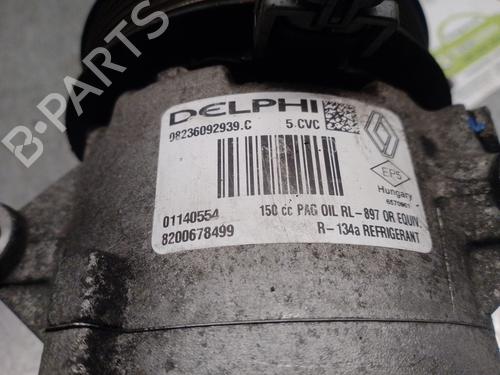 B-PARTS
DELPHI
08236092939.C 5 CVC
EPS
Hungary
01140554 150 cc PAG OIL RL-897 OR EQUIV.
8200678499 R-134a REFRIGERANT